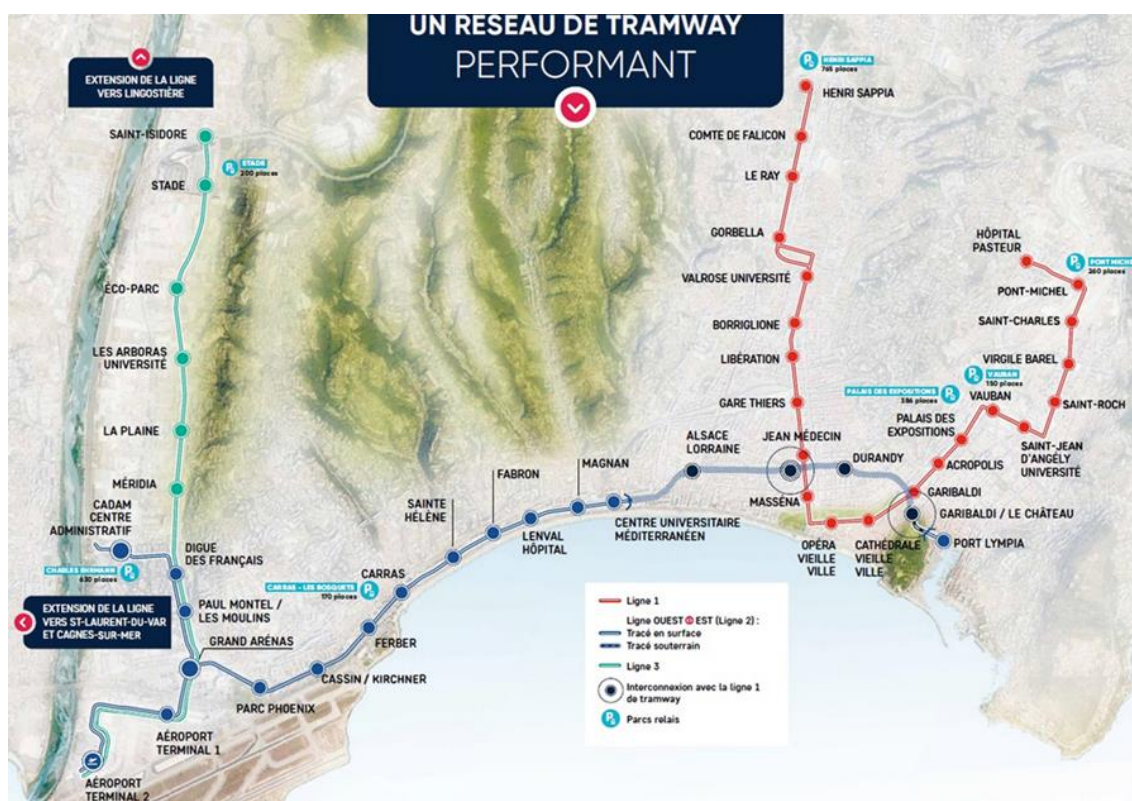 UN RÉSEAU DE TRAMWAY
PERFORMANT
EXTENSION DE LA LIGNE
VERS LINGOSTIÈRE
SAINT-ISIDORE
STADE
STADE
200 places
ÉCO-PARC
LES ARBORAS
UNIVERSITÉ
LA PLAINE
MÉRIDIA
CADAM
CENTRE
ADMINISTRATIF
DIGUE
DES FRANÇAIS
CHARLES EHRMANN
630 places
EXTENSION DE LA LIGNE
VERS ST-LAURENT-DU-VAR
ET CAGNES-SUR-MER
PAUL MONTEL /
LES MOULINS
GRAND ARÉNAS
AÉROPORT
TERMINAL 1
AÉROPORT
TERMINAL 2
PARC PHOENIX
CASSIN / KIRCHNER
FERBER
CARRAS
CARRAS - LES BOSQUETS
170 places
SAINTE
HÉLÈNE
FABRON
LENVAL
HÔPITAL
MAGNAN
CENTRE UNIVERSITAIRE
MÉDITERRANÉEN
ALSACE
LORRAINE
JEAN MÉDECIN
DURANDY
HENRI SAPPIA
765 places
HENRI SAPPIA
COMTE DE FALICON
LE RAY
GORBELLA
VALROSE UNIVERSITÉ
BORRIGLIONE
LIBÉRATION
GARE THIERS
MASSÉNA
OPÉRA
VIEILLE
VILLE
CATHÉDRALE
VIEILLE
VILLE
GARIBALDI
GARIBALDI / LE CHÂTEAU
PORT LYMPIA
ACROPOLIS
PALAIS DES
EXPOSITIONS
PALAIS DES EXPOSITIONS
386 places
VAUBAN
150 places
VAUBAN
SAINT-JEAN
D'ANGÉLY
UNIVERSITÉ
SAINT-ROCH
VIRGILE BAREL
SAINT-CHARLES
PONT-MICHEL
PONT MICHE
260 places
HÔPITAL
PASTEUR
Ligne 1
Ligne OUEST EST (Ligne 2) :
Tracé en surface
Tracé souterrain
Ligne 3
Interconnexion avec la ligne 1
de tramway
Parcs relais